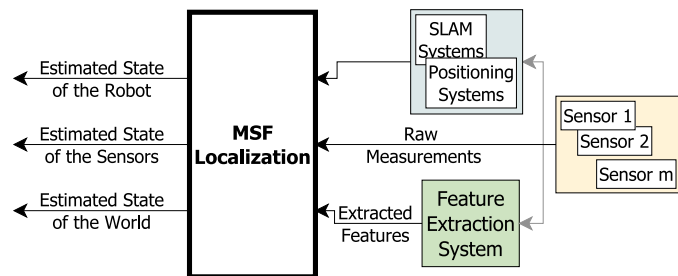 Estimated State
of the Robot
Estimated State
of the Sensors
Estimated State
of the World
MSF
Localization
SLAM
Systems
Positioning
Systems
Raw
Measurements
Extracted
Features
Feature
Extraction
System
Sensor 1
Sensor 2
Sensor m